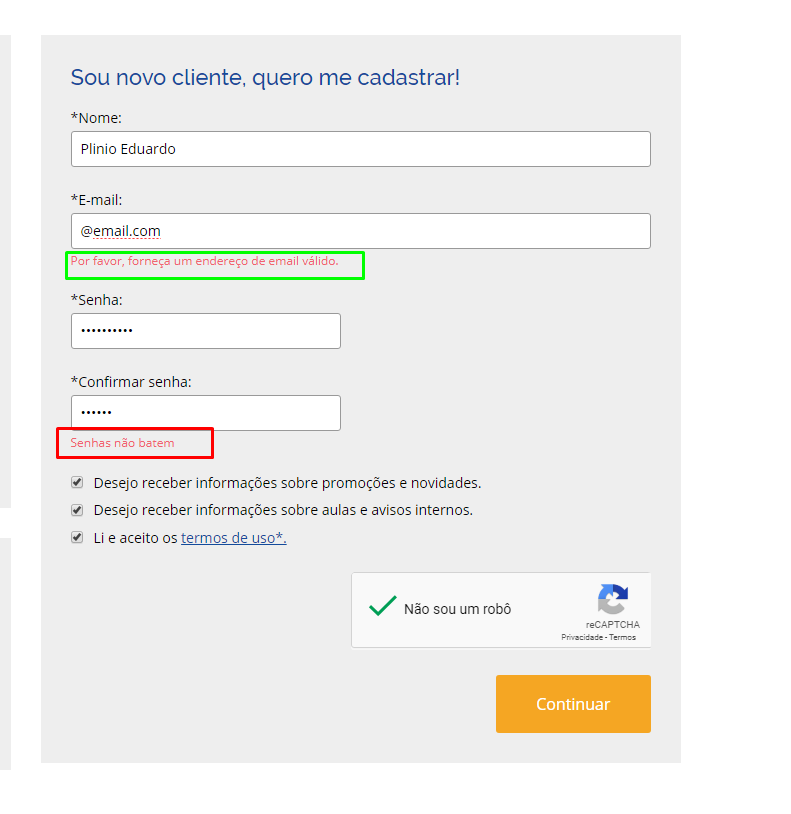 Sou novo cliente, quero me cadastrar!
*Nome:
Plinio Eduardo
*E-mail:
@email.com
Por favor, forneça um endereço de email válido.
*Senha:
••••••••••
*Confirmar senha:
••••••
Senhas não batem
Desejo receber informações sobre promoções e novidades.
Desejo receber informações sobre aulas e avisos internos.
Li e aceito os termos de uso*.
Não sou um robô
reCAPTCHA
Privacidade - Termos
Continuar